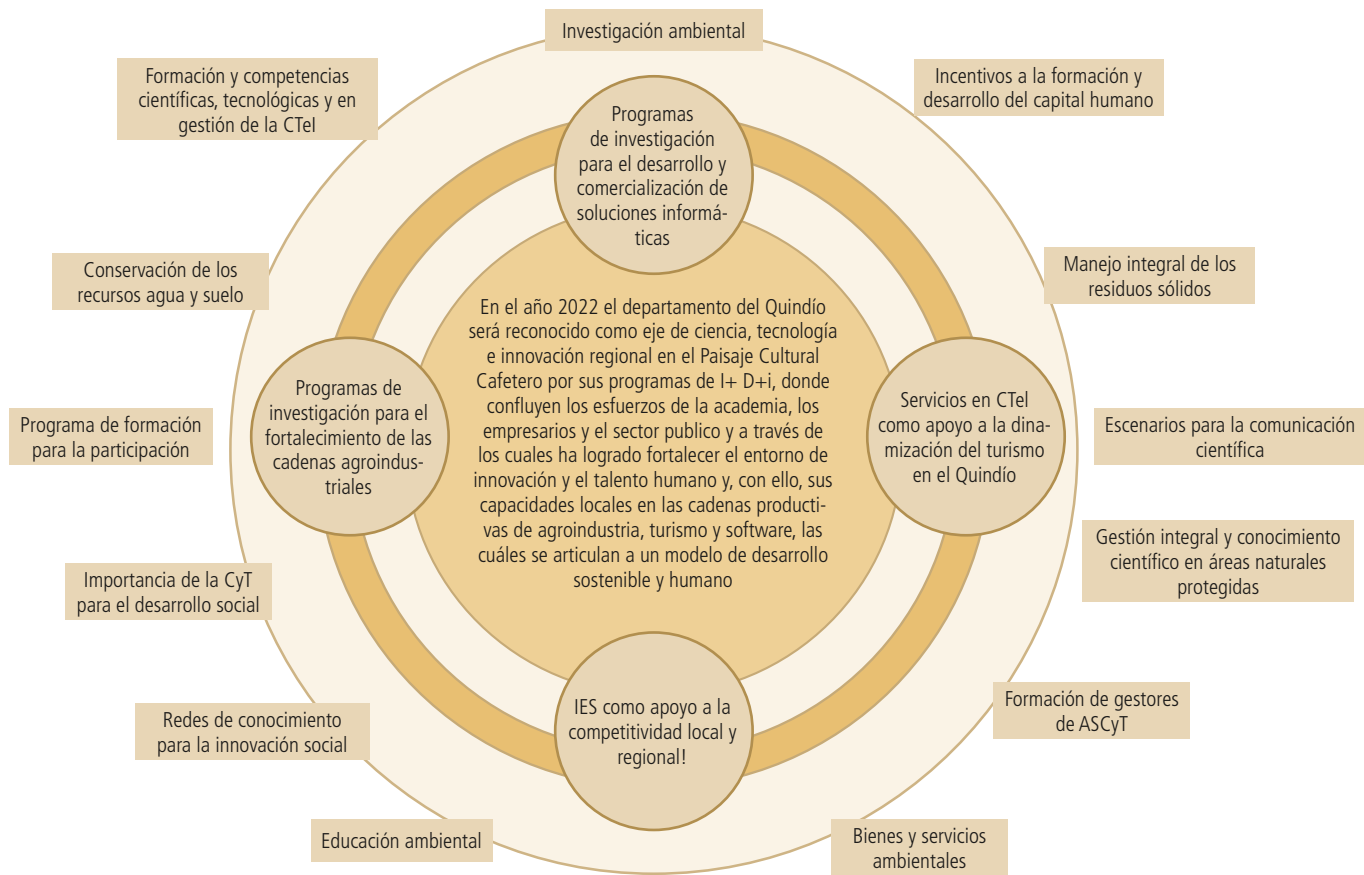 Investigación ambiental
Formación y competencias
científicas, tecnológicas y en
gestión de la CTeI
Incentivos a la formación y
desarrollo del capital humano
Programas
de investigación
para el desarrollo y
comercialización de
soluciones informá-
ticas
Conservación de los
recursos agua y suelo
Manejo integral de los
residuos sólidos
En el año 2022 el departamento del Quindío
será reconocido como eje de ciencia, tecnología
e innovación regional en el Paisaje Cultural
Cafetero por sus programas de I+ D+i, donde
confluyen los esfuerzos de la academia, los
empresarios y el sector publico y a través de
los cuales ha logrado fortalecer el entorno de
innovación y el talento humano y, con ello, sus
capacidades locales en las cadenas producti-
vas de agroindustria, turismo y software, las
cuáles se articulan a un modelo de desarrollo
sostenible y humano
Programas de
investigación para el
fortalecimiento de las
cadenas agroindus-
triales
Servicios en CTeI
como apoyo a la dina-
mización del turismo
en el Quindío
Programa de formación
para la participación
Escenarios para la comunicación
científica
Gestión integral y conocimiento
científico en áreas naturales
protegidas
Importancia de la CyT
para el desarrollo social
IES como apoyo a la
competitividad local y
regional!
Formación de gestores
de ASCyT
Redes de conocimiento
para la innovación social
Educación ambiental
Bienes y servicios
ambientales